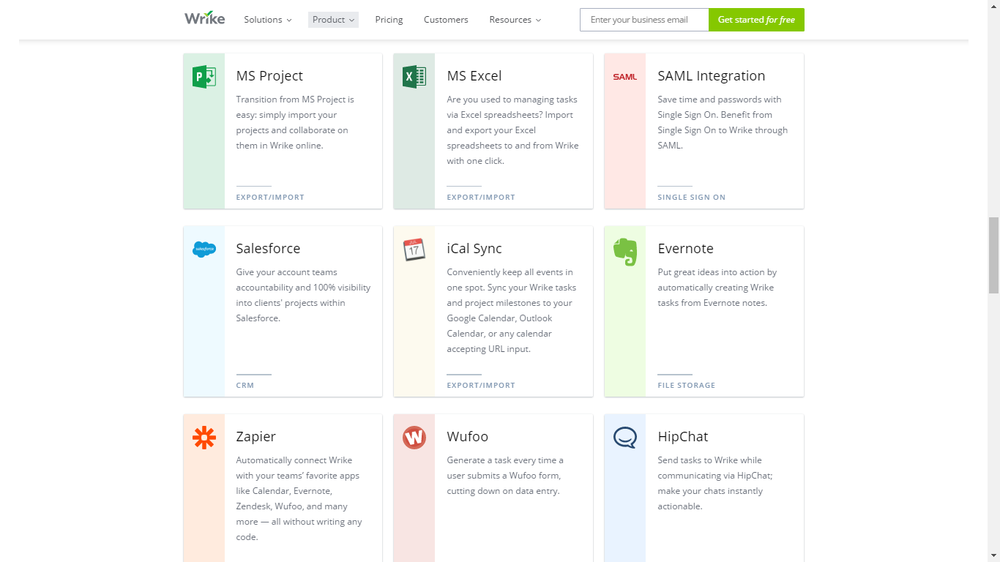 Wrike Solutions Product Pricing Customers Resources Enter your business email Get started for free
MS Project
Transition from MS Project is
easy: simply import your
projects and collaborate on
them in Wrike online.
EXPORT/IMPORT
MS Excel
Are you used to managing tasks
via Excel spreadsheets? Import
and export your Excel
spreadsheets to and from Wrike
with one click.
EXPORT/IMPORT
SAML
SAML Integration
Save time and passwords with
Single Sign On. Benefit from
Single Sign On to Wrike through
SAML.
SINGLE SIGN ON
salesforce
Salesforce
Give your account teams
accountability and 100% visibility
into clients' projects within
Salesforce.
CRM
JUL
17
iCal Sync
Conveniently keep all events in
one spot. Sync your Wrike tasks
and project milestones to your
Google Calendar, Outlook
Calendar, or any calendar
accepting URL input.
EXPORT/IMPORT
Evernote
Put great ideas into action by
automatically creating Wrike
tasks from Evernote notes.
FILE STORAGE
Zapier
Automatically connect Wrike
with your teams’ favorite apps
like Calendar, Evernote,
Zendesk, Wufoo, and many
more — all without writing any
code.
W
Wufoo
Generate a task every time a
user submits a Wufoo form,
cutting down on data entry.
HipChat
Send tasks to Wrike while
communicating via HipChat;
make your chats instantly
actionable.